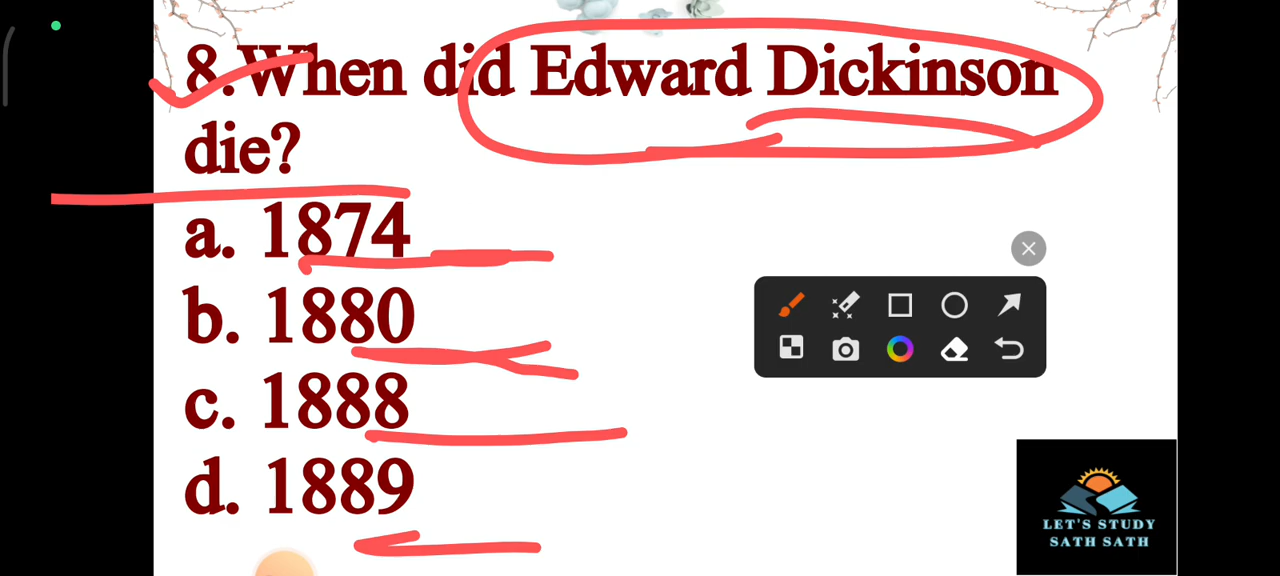 8.When did Edward Dickinson
die?
a. 1874
b. 1880
c. 1888
d. 1889
LET'S STUDY
SATH SATH